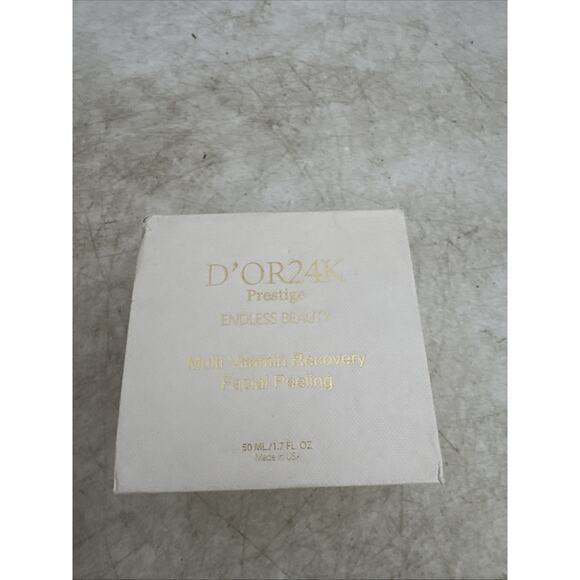 D'OR24K
Prestige
ENDLESS BEAUTY
Multi Vitamin Recovery
Facial Peeling
50 ML/1.7 FL. OZ
Made in USA